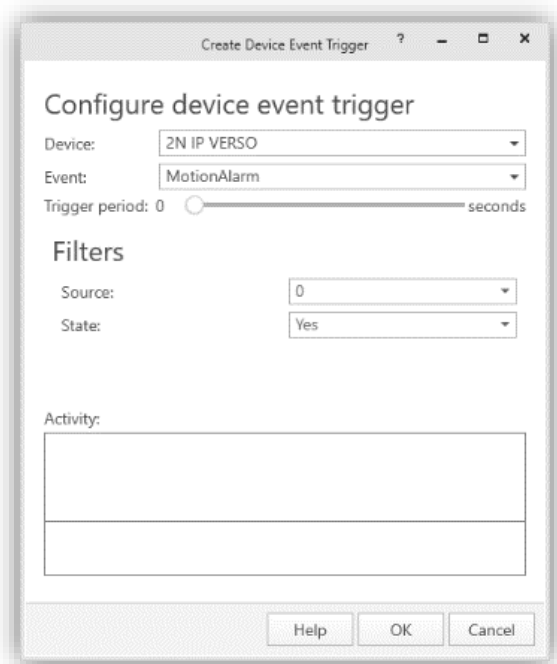 Create Device Event Trigger ?
Configure device event trigger
Device: 2N IP VERSO
Event: MotionAlarm
Trigger period: 0 seconds
Filters
Source: 0
State: Yes
Activity:
Help OK Cancel